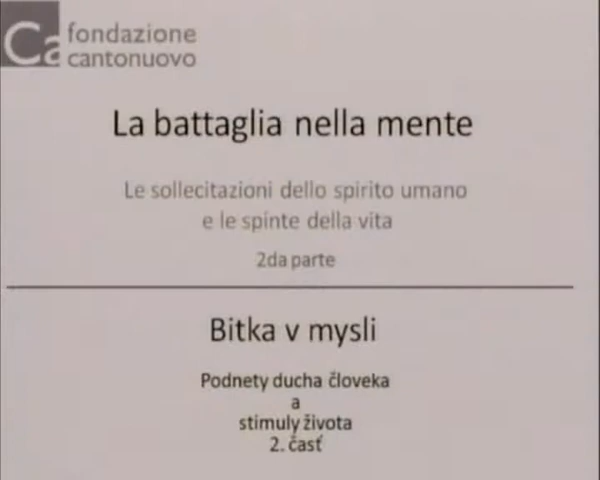 Ca fondazione
cantonuovo
La battaglia nella mente
Le sollecitazioni dello spirito umano
e le spinte della vita
2da parte
Bitka v mysli
Podnety ducha človeka
a
stimuly života
2. časť